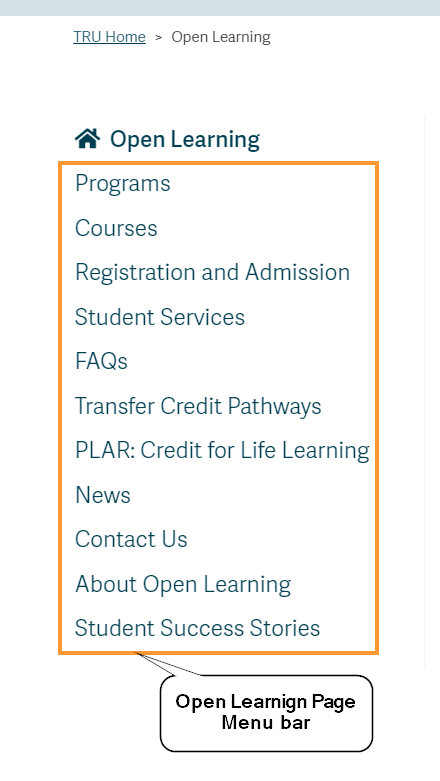 TRU Home > Open Learning
Open Learning
Programs
Courses
Registration and Admission
Student Services
FAQs
Transfer Credit Pathways
PLAR: Credit for Life Learning
News
Contact Us
About Open Learning
Student Success Stories
Open Learnign Page
Menu bar